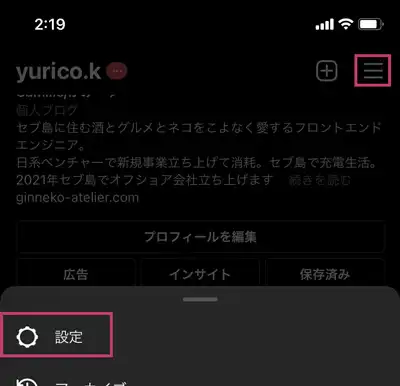 2:19
yurico.k
個人ブログ
セブ島に住む酒とグルメとネコをこよなく愛するフロントエンド
エンジニア。
日系ベンチャーで新規事業立ち上げて消耗。セブ島で充電生活。
2021年セブ島でオフショア会社立ち上げます 続きを読む
ginneko-atelier.com
プロフィールを編集
広告 インサイト 保存済み
設定
アーカイブ